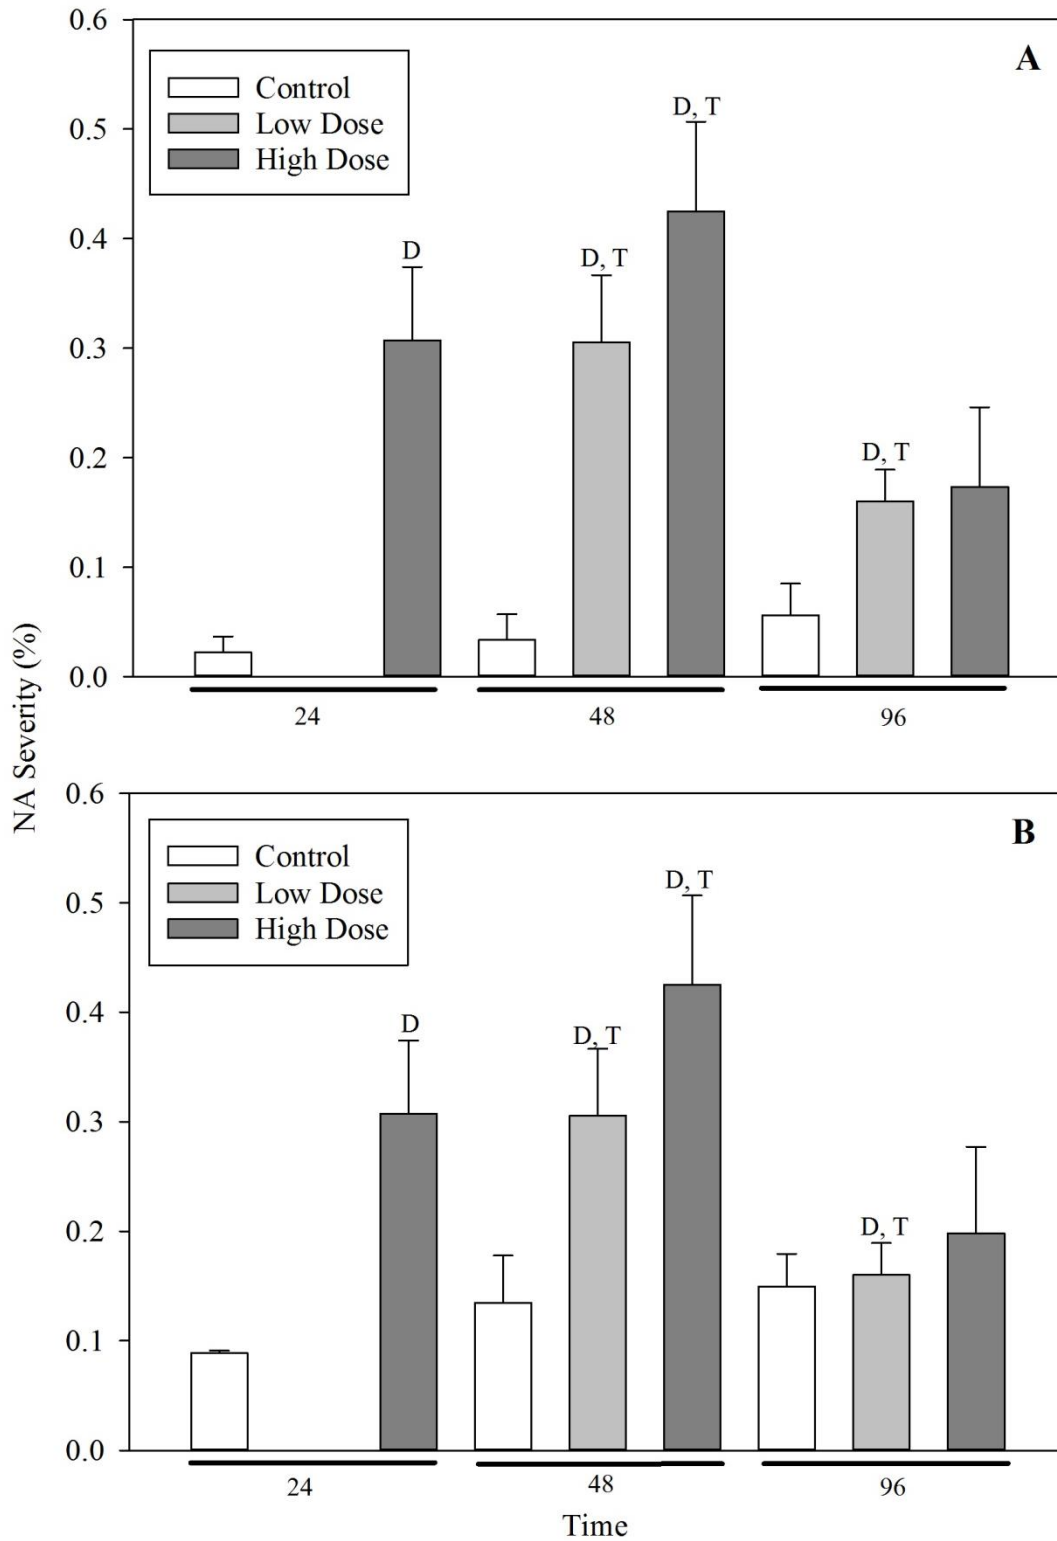 0.6
A
Control
Low Dose
High Dose
D, T
0.5
D
D, T
0.4
0.3
D, T
0.2
0.1
0.0
24
48
96
NA Severity (%)
0.6
B
Control
Low Dose
High Dose
D, T
0.5
D
D, T
0.4
0.3
D, T
0.2
0.1
0.0
24
48
96
Time